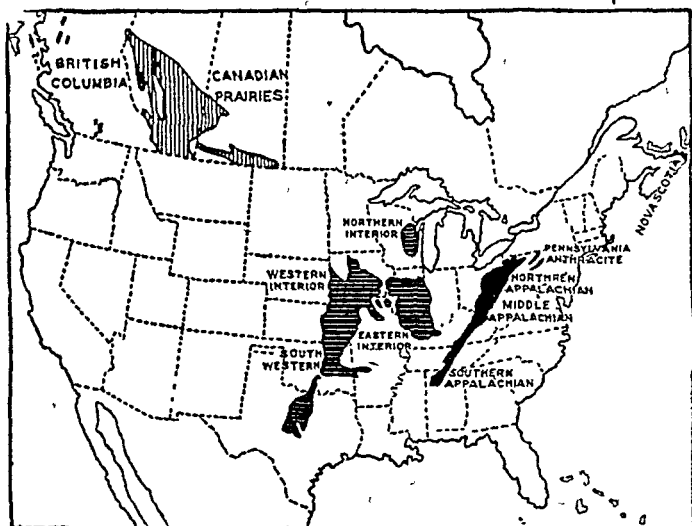 BRITISH
COLUMBIA
CANADIAN
PRAIRIES
NOVA SCOTIA
NORTHERN
INTERIOR
PENNSYLVANIA
ANTHRACITE
WESTERN
INTERIOR
NORTHREN
APPALACHIAN
MIDDLE
APPALACHIAN
EASTERN
INTERIOR
SOUTH
WESTERN
SOUTHERN
APPALACHIAN